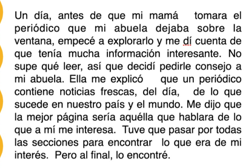 Un día, antes de que mi mamá tomara el
periódico que mi abuela dejaba sobre la
ventana, empecé a explorarlo y me di cuenta de
que tenía mucha información interesante. No
supe qué leer, así que decidí pedirle consejo a
mi abuela. Ella me explicó que un periódico
contiene noticias frescas, del día, de lo que
sucede en nuestro país y el mundo. Me dijo que
la mejor página sería aquélla que hablara de lo
que a mí me interesa. Tuve que pasar por todas
las secciones para encontrar lo que era de mi
interés. Pero al final, lo encontré.